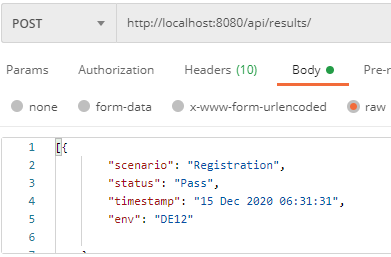 POST http://localhost:8080/api/results/
Params Authorization Headers (10) Body Pre-r
none form-data x-www-form-urlencoded raw
1 [{
2 "scenario": "Registration",
3 "status": "Pass",
4 "timestamp": "15 Dec 2020 06:31:31",
5 "env": "DE12"
6